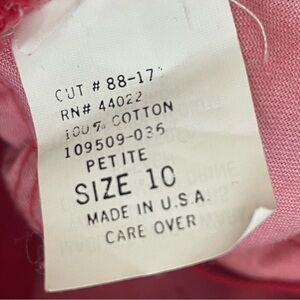 CUT # 88-17
RN# 44022
100% COTTON
109509-036
PETITE
SIZE 10
MADE IN U.S.A.
CARE OVER